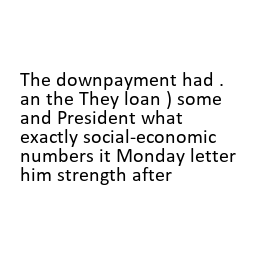 The downpayment had .
an the They loan ) some
and President what
exactly social-economic
numbers it Monday letter
him strength after